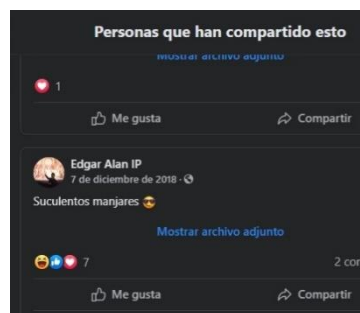 Personas que han compartido esto
Mostrar archivo adjunto
1
Me gusta Compartir
Edgar Alan IP
7 de diciembre de 2018 ·
Suculentos manjares 😎
Mostrar archivo adjunto
7 2 con
Me gusta Compartir